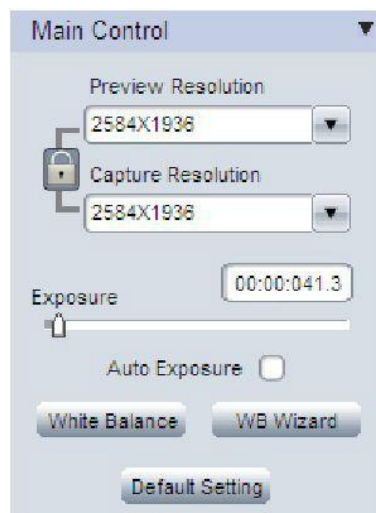 Main Control
Preview Resolution
2584X1936
Capture Resolution
2584X1936
00:00:041.3
Exposure
Auto Exposure
White Balance WB Wizard
Default Setting